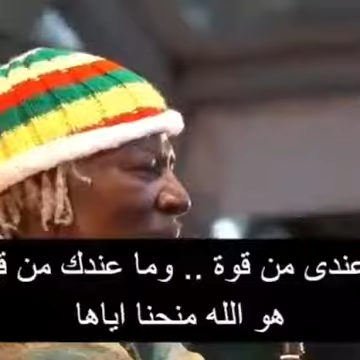 عندى من قوة .. وما عندك من
هو الله منحنا اياها